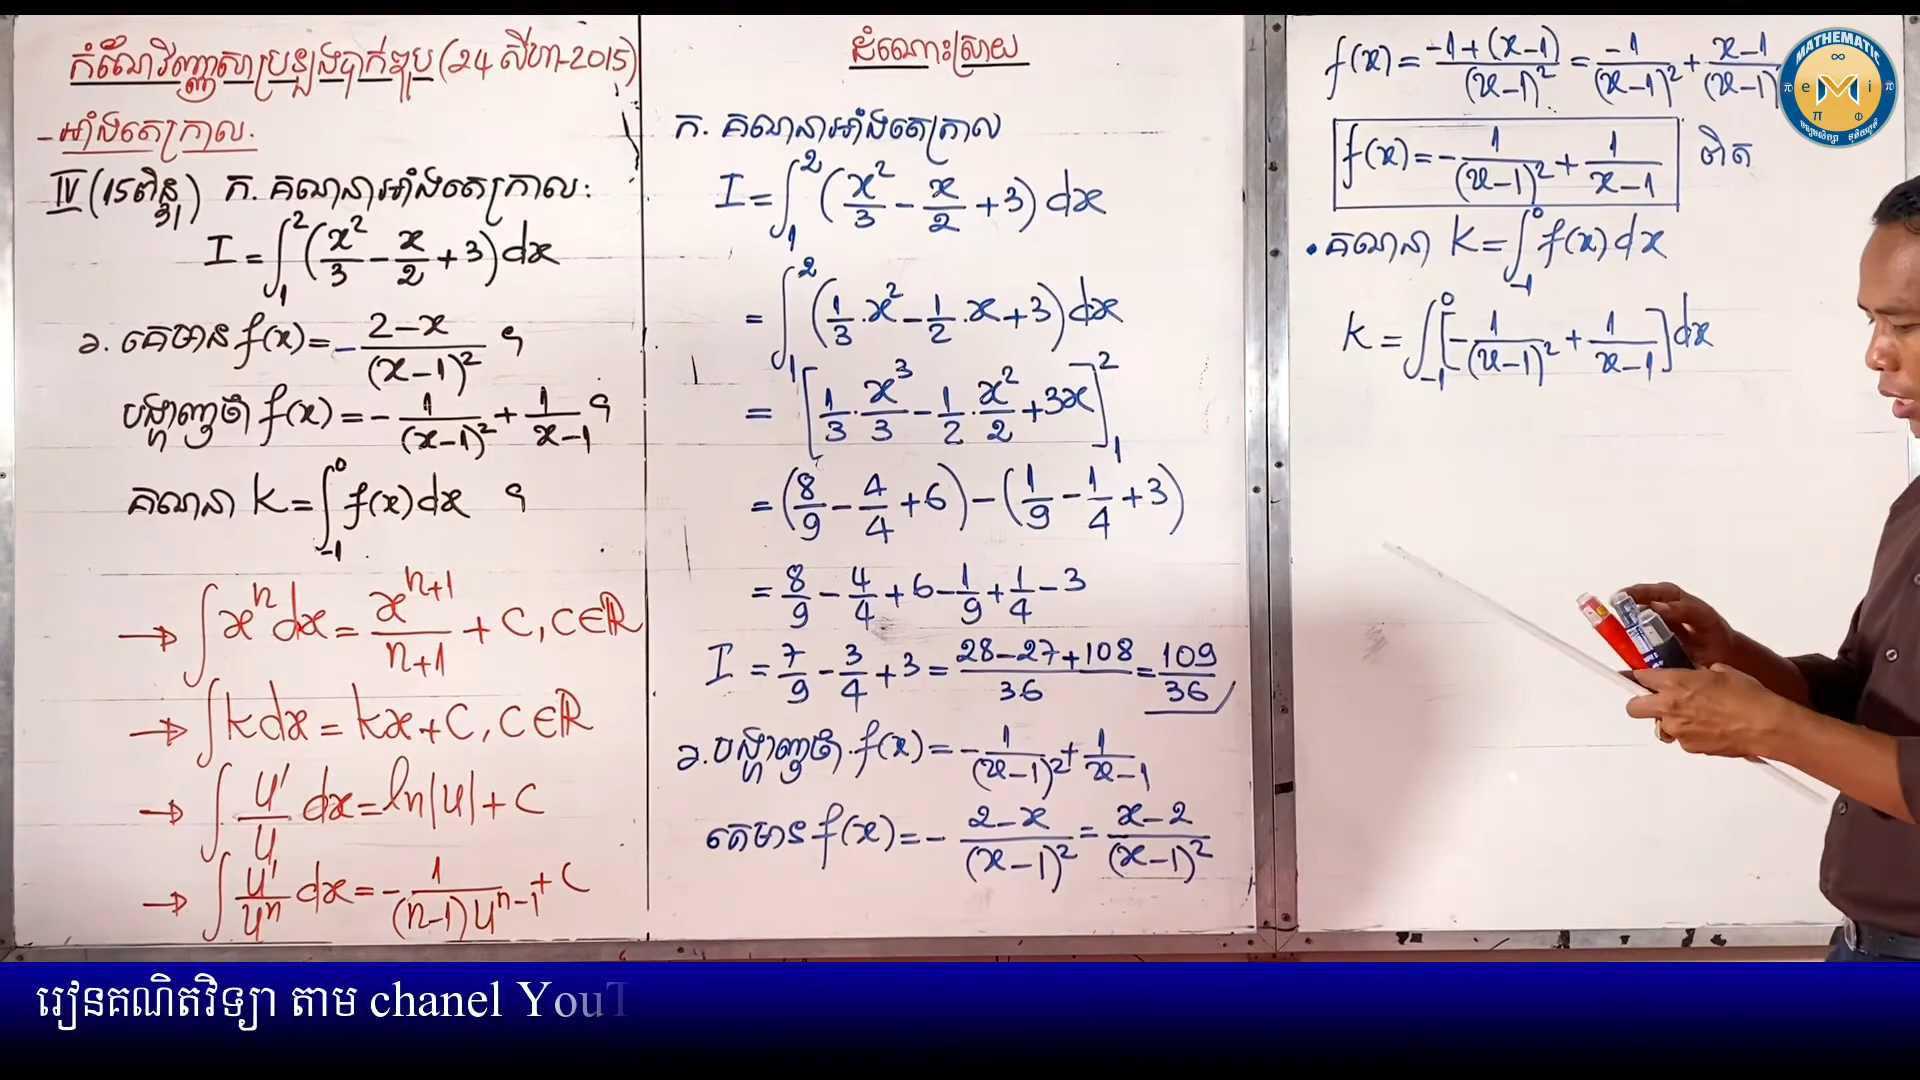 កំណែវិញ្ញាសាប្រឡងបាក់ឌុប (24 សីហា-2015)
- អាំងតេក្រាល.
IV (15ពិន្ទុ) ក. គណនាអាំងតេក្រាល:
I = ∫₁² (x²/3 - x/2 + 3) dx
ខ. គេមាន f(x) = - (2-x)/(x-1)² ។
បង្ហាញថា f(x) = - 1/(x-1)² + 1/(x-1) ។
គណនា K = ∫₋₁⁰ f(x) dx ។
→ ∫ xⁿ dx = xⁿ⁺¹/(n+1) + C, C∈ℝ
→ ∫ k dx = kx + C, C∈ℝ
→ ∫ u'/u dx = ln|u| + C
→ ∫ u'/uⁿ dx = - 1/((n-1)uⁿ⁻¹) + C
ដំណោះស្រាយ
ក. គណនាអាំងតេក្រាល
I = ∫₁² (x²/3 - x/2 + 3) dx
= ∫₁² (1/3 · x² - 1/2 · x + 3) dx
= [1/3 · x³/3 - 1/2 · x²/2 + 3x]₁²
= (8/9 - 4/4 + 6) - (1/9 - 1/4 + 3)
= 8/9 - 4/4 + 6 - 1/9 + 1/4 - 3
I = 7/9 - 3/4 + 3 = (28-27+108)/36 = 109/36
ខ. បង្ហាញថា f(x) = - 1/(x-1)² + 1/(x-1)
គេមាន f(x) = - (2-x)/(x-1)² = (x-2)/(x-1)²
f(x) = (-1+(x-1))/(x-1)² = -1/(x-1)² + (x-1)/(x-1)
f(x) = - 1/(x-1)² + 1/(x-1) ពិត
• គណនា K = ∫₋₁⁰ f(x) dx
K = ∫₋₁⁰ [- 1/(x-1)² + 1/(x-1)] dx
MATHEMATIC
∞ π e i π π Φ
រៀនគណិតវិទ្យា តាម chanel YouT